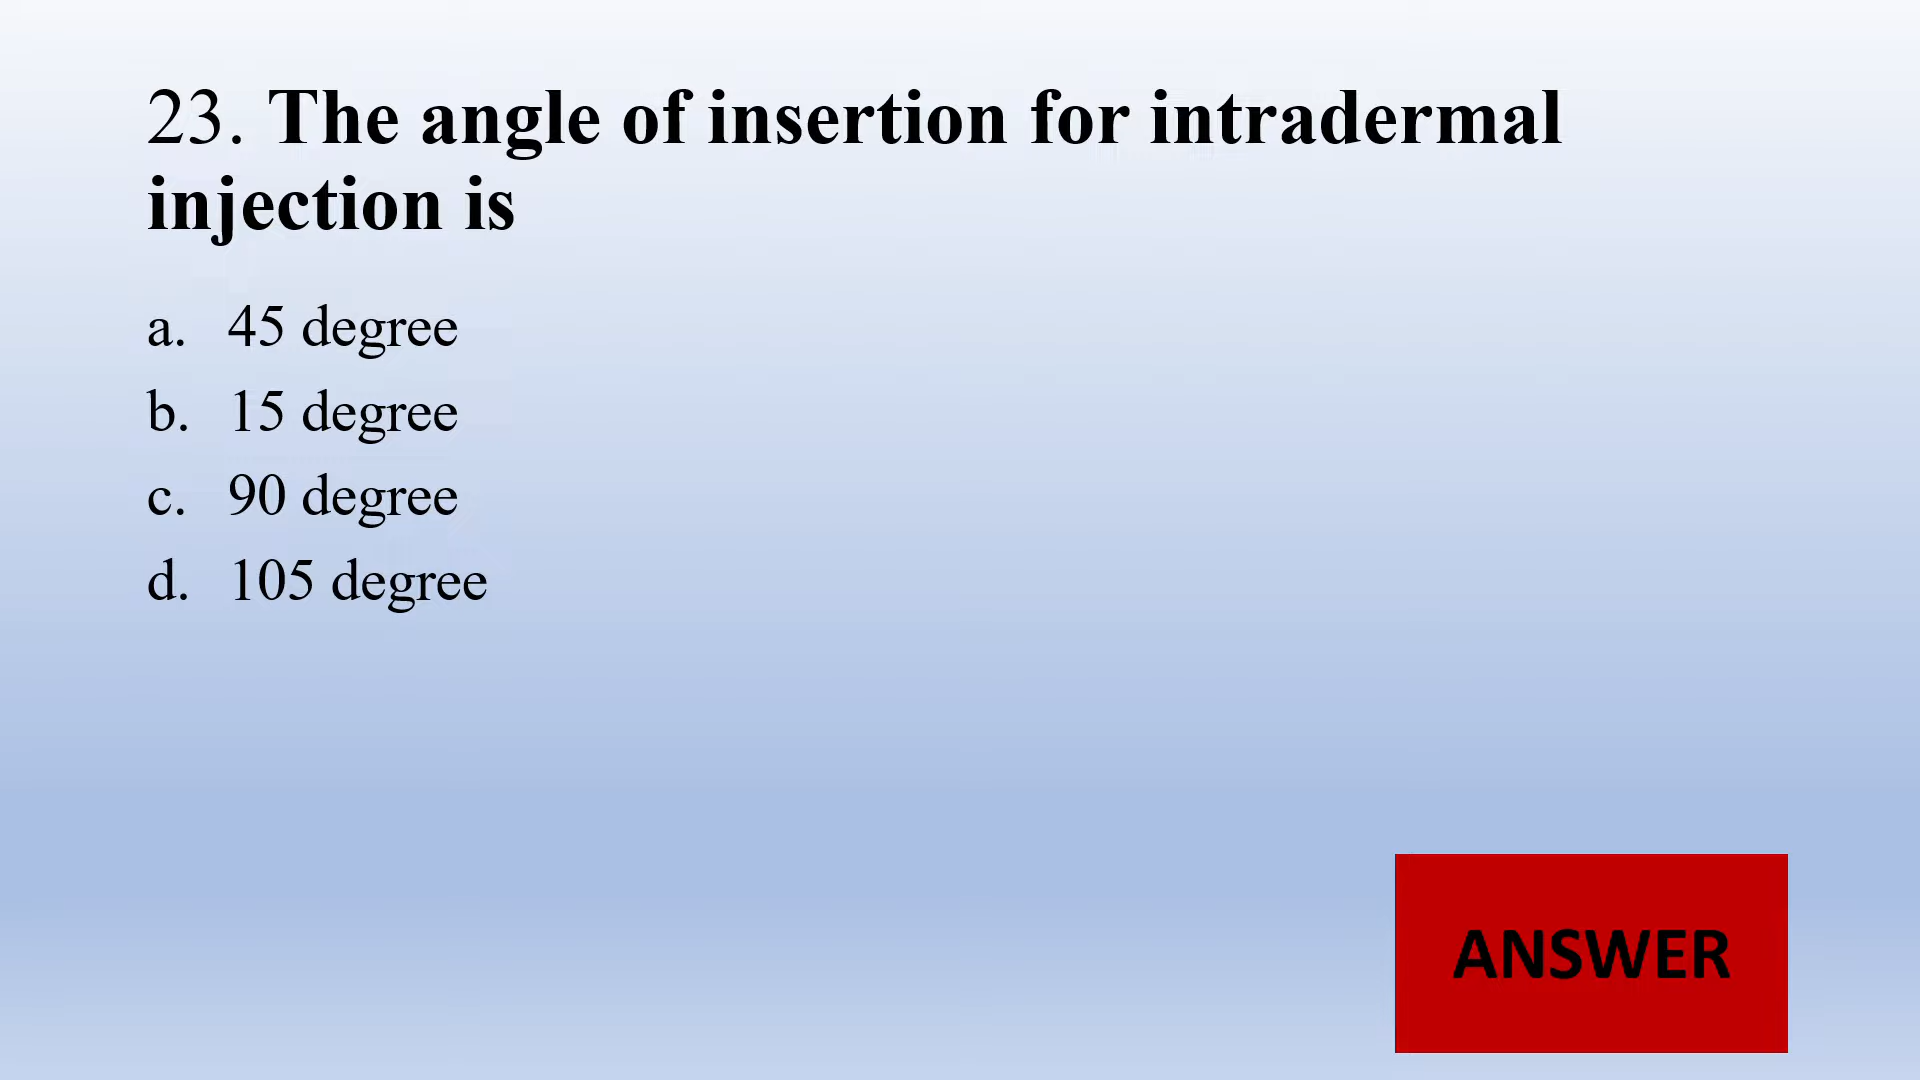 23. The angle of insertion for intradermal
injection is
a. 45 degree
b. 15 degree
c. 90 degree
d. 105 degree
ANSWER